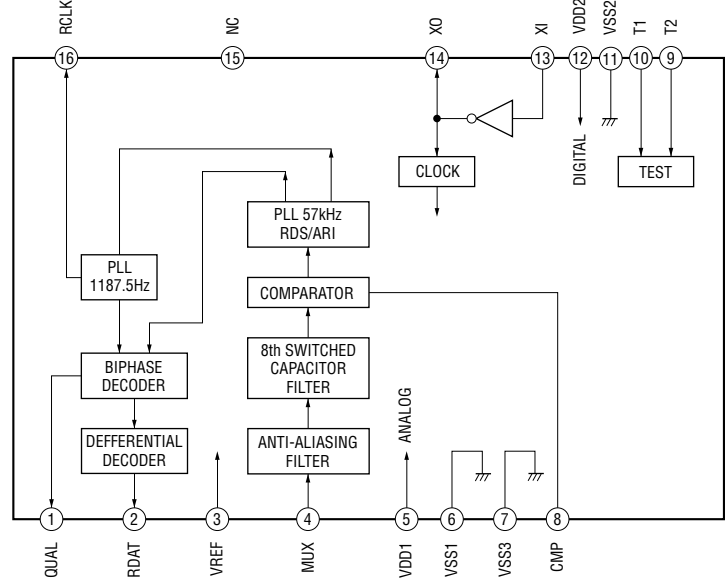 RCLK
NC
XO
XI
VDD2
VSS2
T1
T2
16
15
14
13
12
11
10
9
CLOCK
DIGITAL
TEST
PLL 57kHz
RDS/ARI
PLL
1187.5Hz
COMPARATOR
8th SWITCHED
CAPACITOR
FILTER
BIPHASE
DECODER
DEFFERENTIAL
DECODER
ANTI-ALIASING
FILTER
ANALOG
1
2
3
4
5
6
7
8
QUAL
RDAT
VREF
MUX
VDD1
VSS1
VSS3
CMP